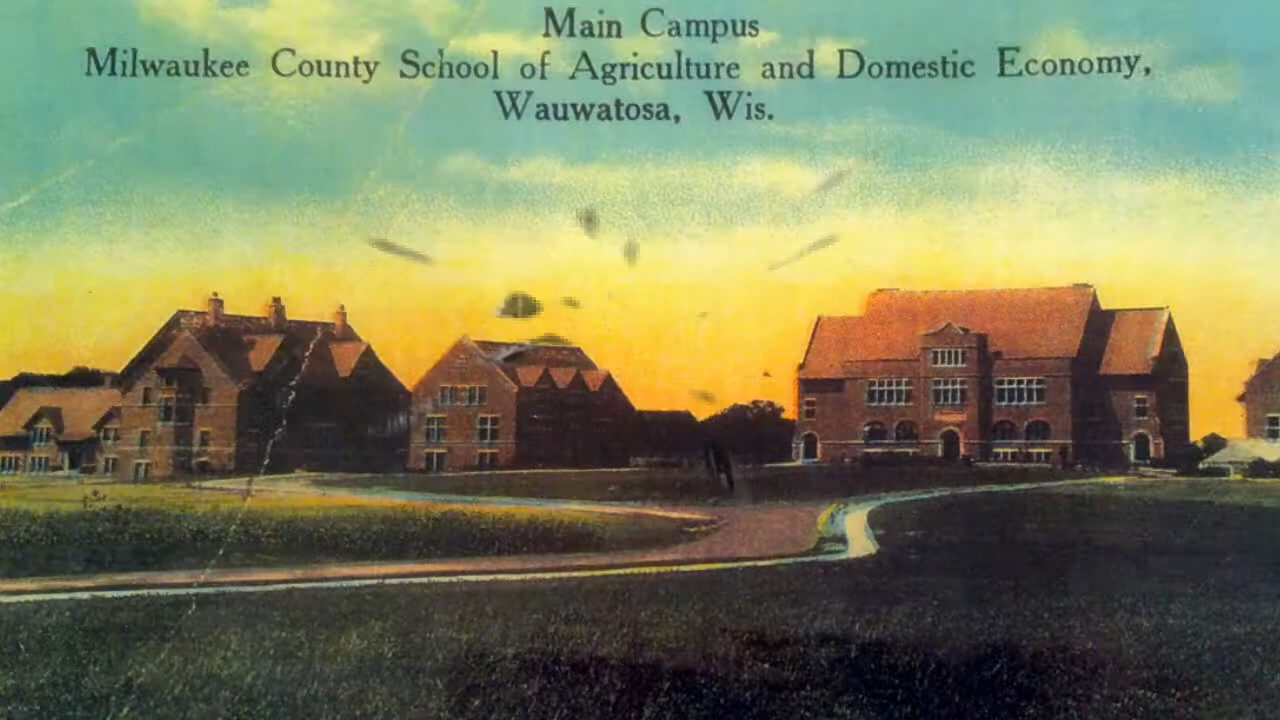 Main Campus
Milwaukee County School of Agriculture and Domestic Economy,
Wauwatosa, Wis.